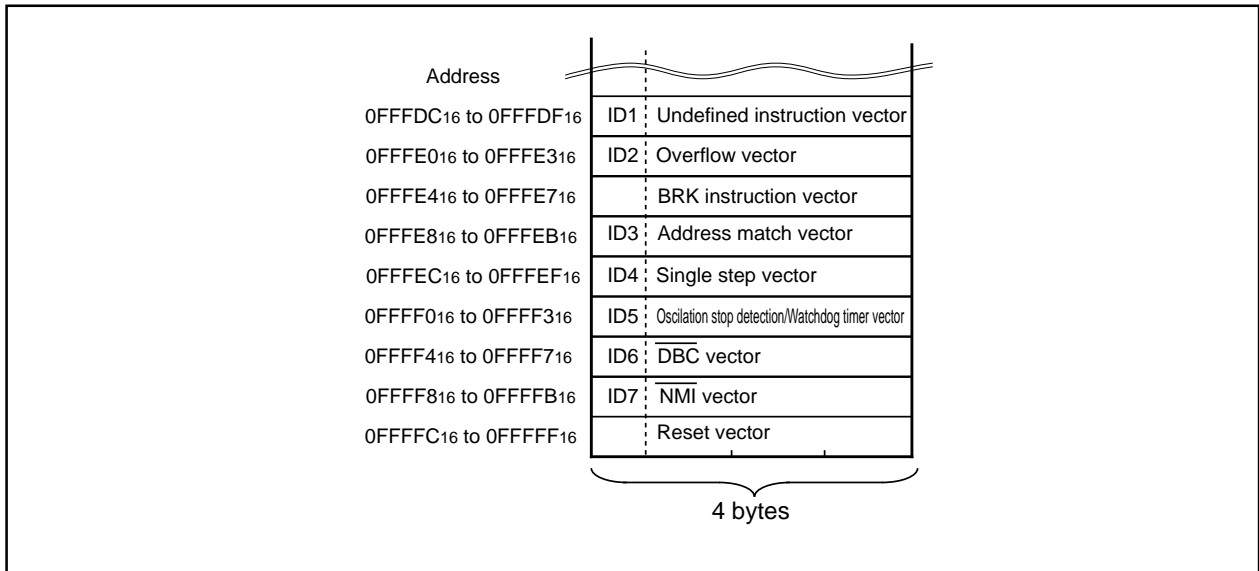 Address
0FFFDC16 to 0FFFDF16 ID1 Undefined instruction vector
0FFFE016 to 0FFFE316 ID2 Overflow vector
0FFFE416 to 0FFFE716 BRK instruction vector
0FFFE816 to 0FFFEB16 ID3 Address match vector
0FFFEC16 to 0FFFEF16 ID4 Single step vector
0FFFF016 to 0FFFF316 ID5 Oscilation stop detection/Watchdog timer vector
0FFFF416 to 0FFFF716 ID6 DBC vector
0FFFF816 to 0FFFFB16 ID7 NMI vector
0FFFFC16 to 0FFFFF16 Reset vector
4 bytes